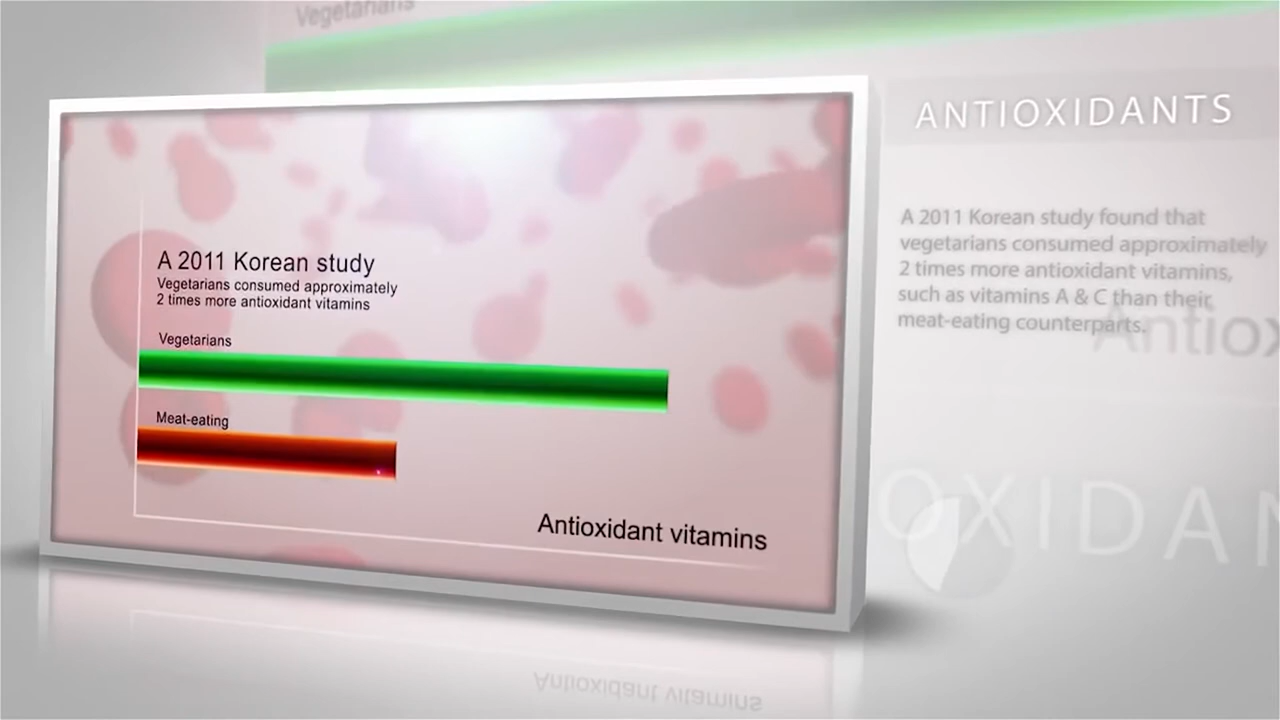 Vegetarians
ANTIOXIDANTS
A 2011 Korean study found that
vegetarians consumed approximately
2 times more antioxidant vitamins,
such as vitamins A & C than their
meat-eating counterparts.
A 2011 Korean study
Vegetarians consumed approximately
2 times more antioxidant vitamins
Vegetarians
Meat-eating
Antioxidant vitamins
Antiox
OXIDAN
Antioxidant vitamins